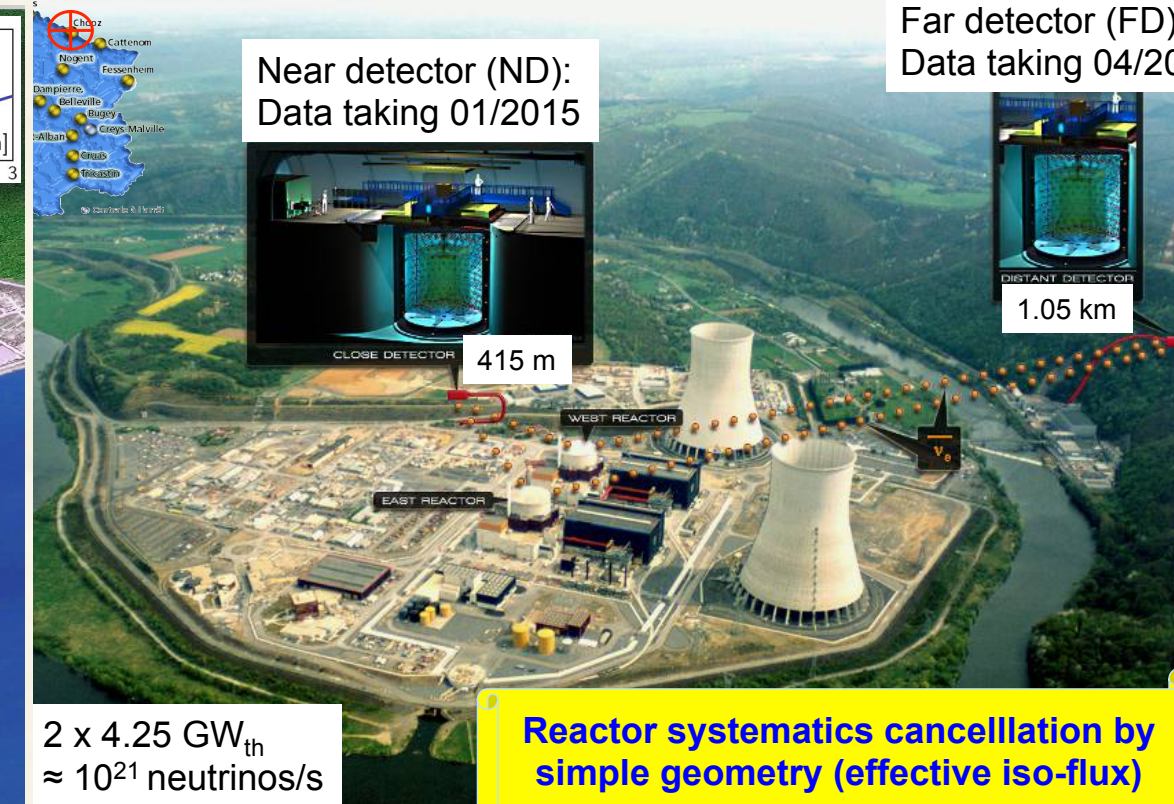 Chooz
Cattenom
Nogent
Fessenheim
Dampierre,
Belleville
Bugey
Creys-Malville
-Alban
Cruas
Tricastin
3
Near detector (ND):
Data taking 01/2015
Far detector (FD)
Data taking 04/20
CLOSE DETECTOR
415 m
DISTANT DETECTOR
1.05 km
WEST REACTOR
EAST REACTOR
ν̅e
2 x 4.25 GWth
≈ 10²¹ neutrinos/s
Reactor systematics cancelllation by
simple geometry (effective iso-flux)